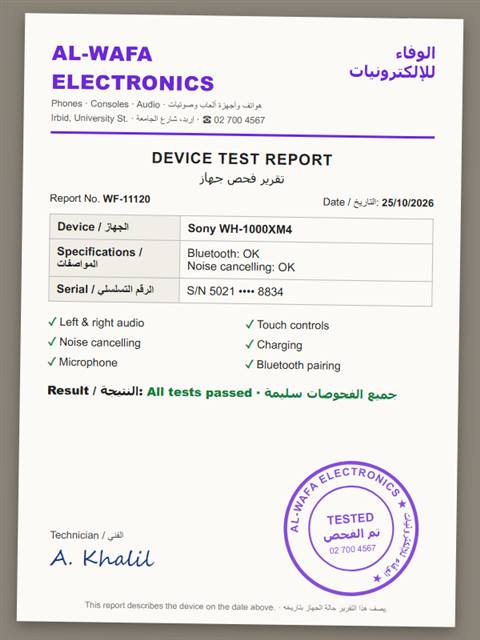 AL-WAFA
ELECTRONICS
الوفاء
للإلكترونيات
Phones · Consoles · Audio · هواتف وأجهزة ألعاب وصوتيات
Irbid, University St. · إربد، شارع الجامعة · ☎ 02 700 4567
DEVICE TEST REPORT
تقرير فحص جهاز
Report No. WF-11120
Date / التاريخ: 25/10/2026
Device / الجهاز Sony WH-1000XM4
Specifications / المواصفات
Bluetooth: OK
Noise cancelling: OK
Serial / الرقم التسلسلي S/N 5021 •••• 8834
✓ Left & right audio
✓ Touch controls
✓ Noise cancelling
✓ Charging
✓ Microphone
✓ Bluetooth pairing
Result / النتيجة: All tests passed · جميع الفحوصات سليمة
AL-WAFA ELECTRONICS ★ الوفاء للإلكترونيات ★
TESTED
تم الفحص
02 700 4567
Technician / الفني
A. Khalil
This report describes the device on the date above. · يصف هذا التقرير حالة الجهاز بتاريخه.